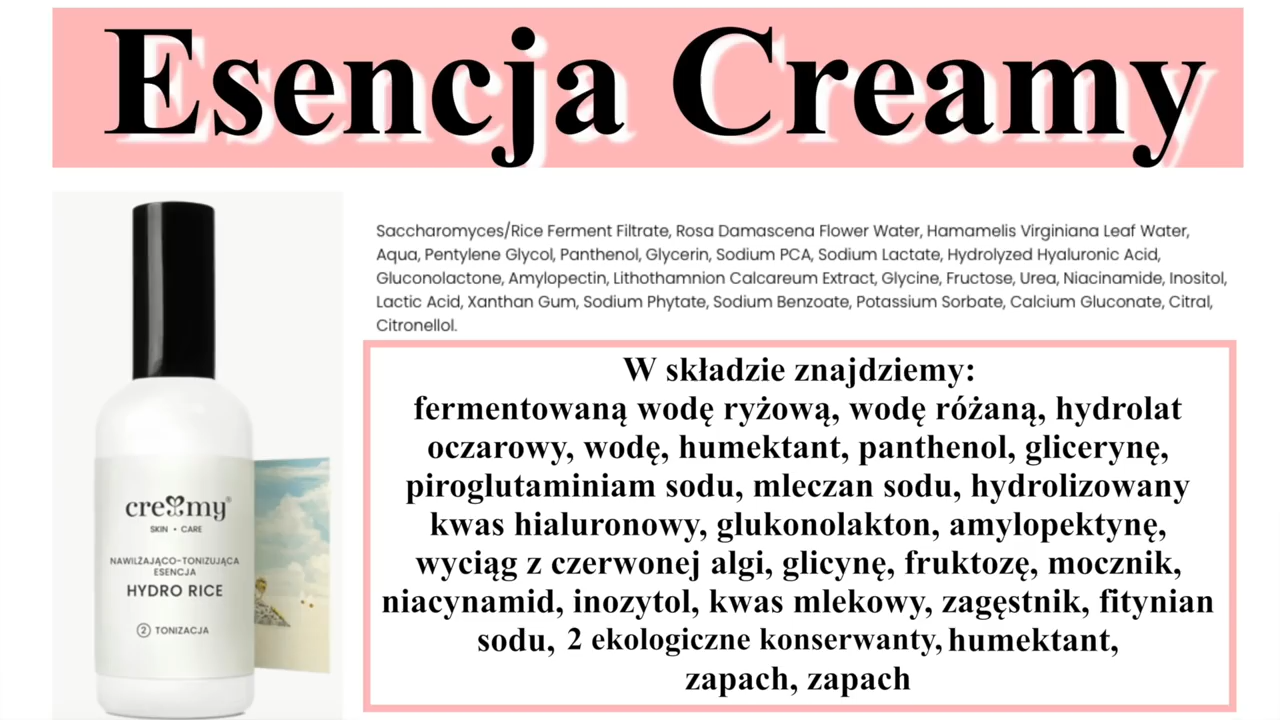 Esencja Creamy
Saccharomyces/Rice Ferment Filtrate, Rosa Damascena Flower Water, Hamamelis Virginiana Leaf Water,
Aqua, Pentylene Glycol, Panthenol, Glycerin, Sodium PCA, Sodium Lactate, Hydrolyzed Hyaluronic Acid,
Gluconolactone, Amylopectin, Lithothamnion Calcareum Extract, Glycine, Fructose, Urea, Niacinamide, Inositol,
Lactic Acid, Xanthan Gum, Sodium Phytate, Sodium Benzoate, Potassium Sorbate, Calcium Gluconate, Citral,
Citronellol.
W składzie znajdziemy:
fermentowaną wodę ryżową, wodę różaną, hydrolat
oczarowy, wodę, humektant, panthenol, glicerynę,
piroglutaminiam sodu, mleczan sodu, hydrolizowany
kwas hialuronowy, glukonolakton, amylopektynę,
wyciąg z czerwonej algi, glicynę, fruktozę, mocznik,
niacynamid, inozytol, kwas mlekowy, zagęstnik, fitynian
sodu, 2 ekologiczne konserwanty, humektant,
zapach, zapach
creamy®
SKIN • CARE
NAWILŻAJĄCO-TONIZUJĄCA
ESENCJA
HYDRO RICE
2 TONIZACJA